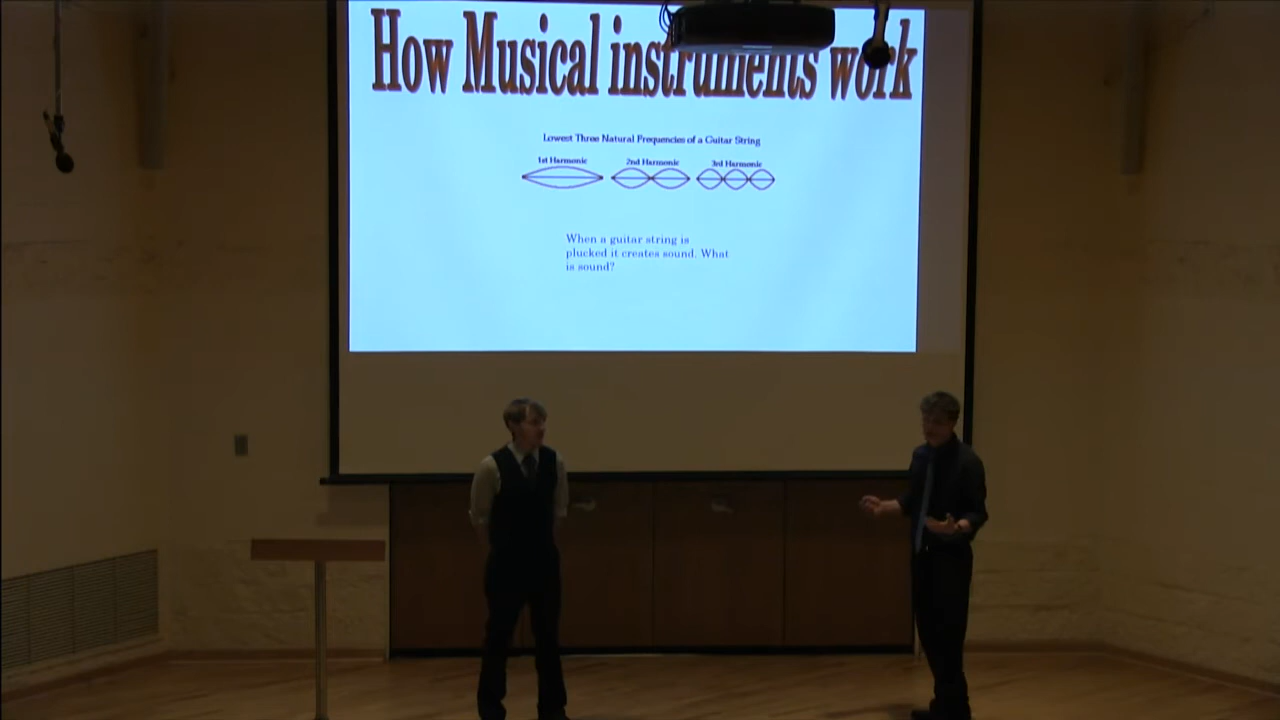 How Musical instruments work
Lowest Three Natural Frequencies of a Guitar String
1st Harmonic 2nd Harmonic 3rd Harmonic
When a guitar string is
plucked it creates sound. What
is sound?